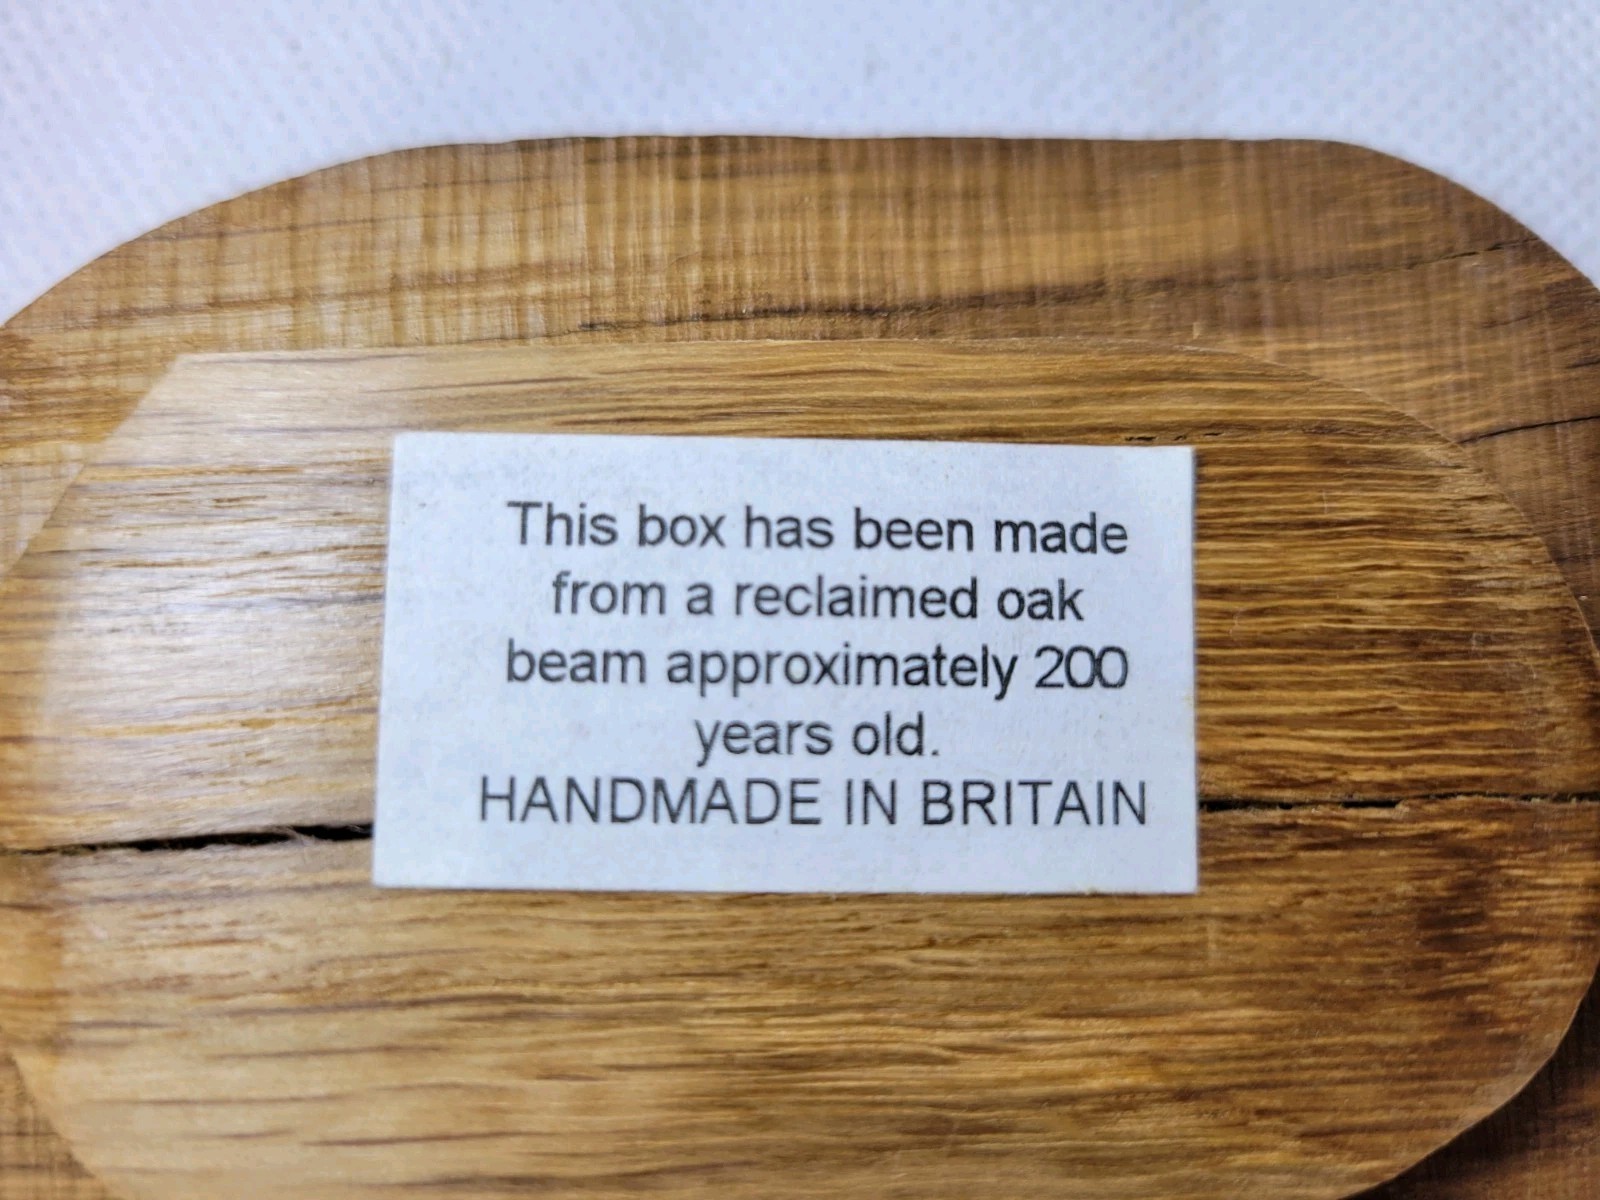 This box has been made
from a reclaimed oak
beam approximately 200
years old.
HANDMADE IN BRITAIN